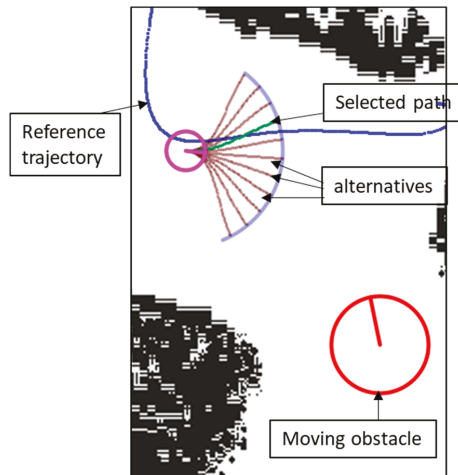 Selected path
Reference
trajectory
alternatives
Moving obstacle